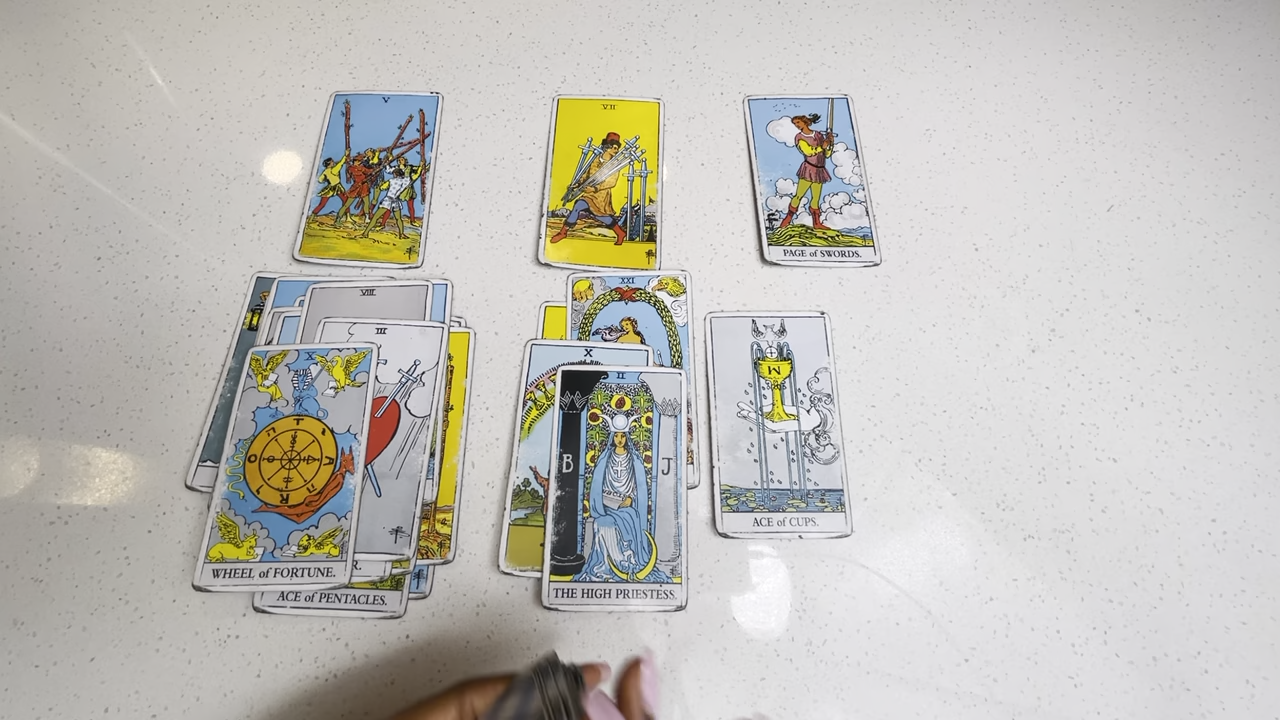 V
VII
PAGE of SWORDS.
VIII
XXI
III
X
II
B
J
WHEEL of FORTUNE.
R.
ACE of PENTACLES.
THE HIGH PRIESTESS.
ACE of CUPS.